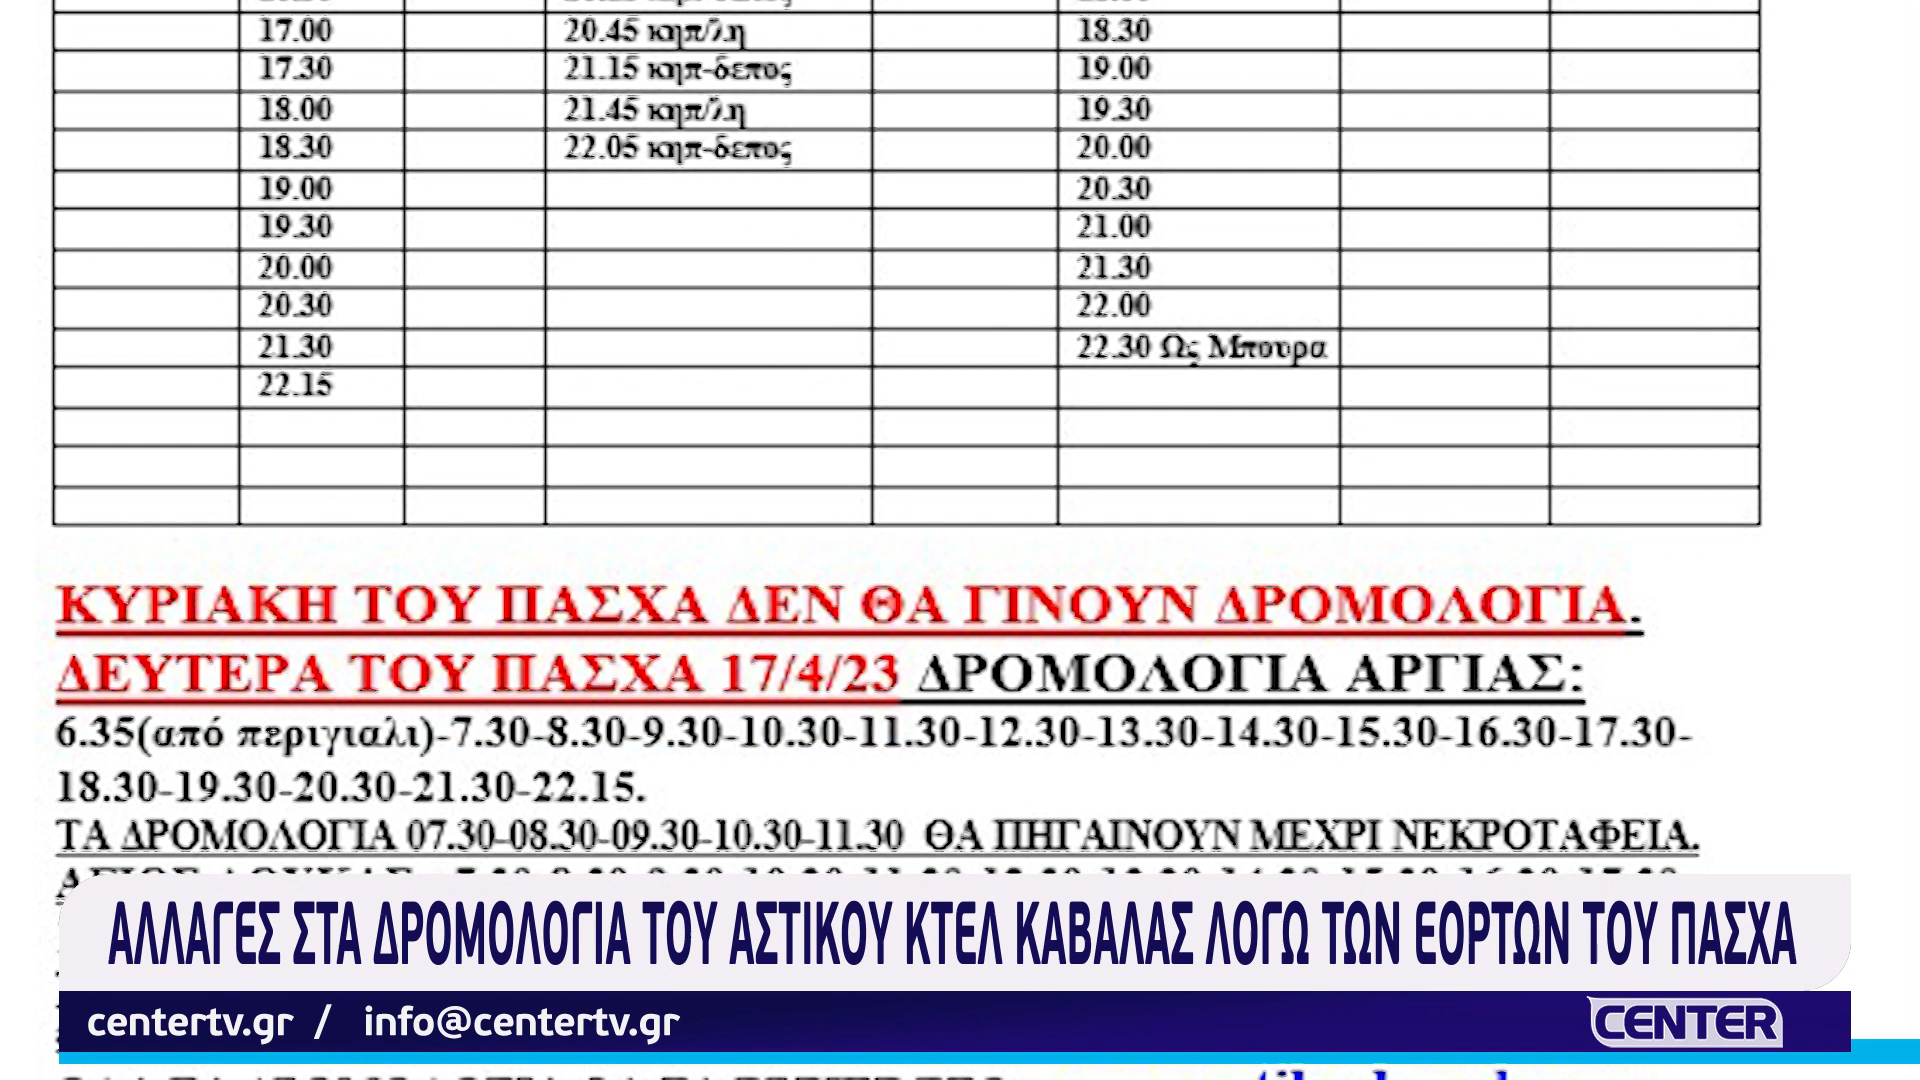 17.00 20.45 κηπ/λη 18.30
17.30 21.15 κηπ-δεπος 19.00
18.00 21.45 κηπ/λη 19.30
18.30 22.05 κηπ-δεπος 20.00
19.00 20.30
19.30 21.00
20.00 21.30
20.30 22.00
21.30 22.30 Ως Μπουρα
22.15
ΚΥΡΙΑΚΗ ΤΟΥ ΠΑΣΧΑ ΔΕΝ ΘΑ ΓΙΝΟΥΝ ΔΡΟΜΟΛΟΓΙΑ.
ΔΕΥΤΕΡΑ ΤΟΥ ΠΑΣΧΑ 17/4/23 ΔΡΟΜΟΛΟΓΙΑ ΑΡΓΙΑΣ:
6.35(από περιγιαλι)-7.30-8.30-9.30-10.30-11.30-12.30-13.30-14.30-15.30-16.30-17.30-
18.30-19.30-20.30-21.30-22.15.
ΤΑ ΔΡΟΜΟΛΟΓΙΑ 07.30-08.30-09.30-10.30-11.30 ΘΑ ΠΗΓΑΙΝΟΥΝ ΜΕΧΡΙ ΝΕΚΡΟΤΑΦΕΙΑ.
ΑΛΛΑΓΕΣ ΣΤΑ ΔΡΟΜΟΛΟΓΙΑ ΤΟΥ ΑΣΤΙΚΟΥ ΚΤΕΛ ΚΑΒΑΛΑΣ ΛΟΓΩ ΤΩΝ ΕΟΡΤΩΝ ΤΟΥ ΠΑΣΧΑ
centertv.gr / info@centertv.gr CENTER